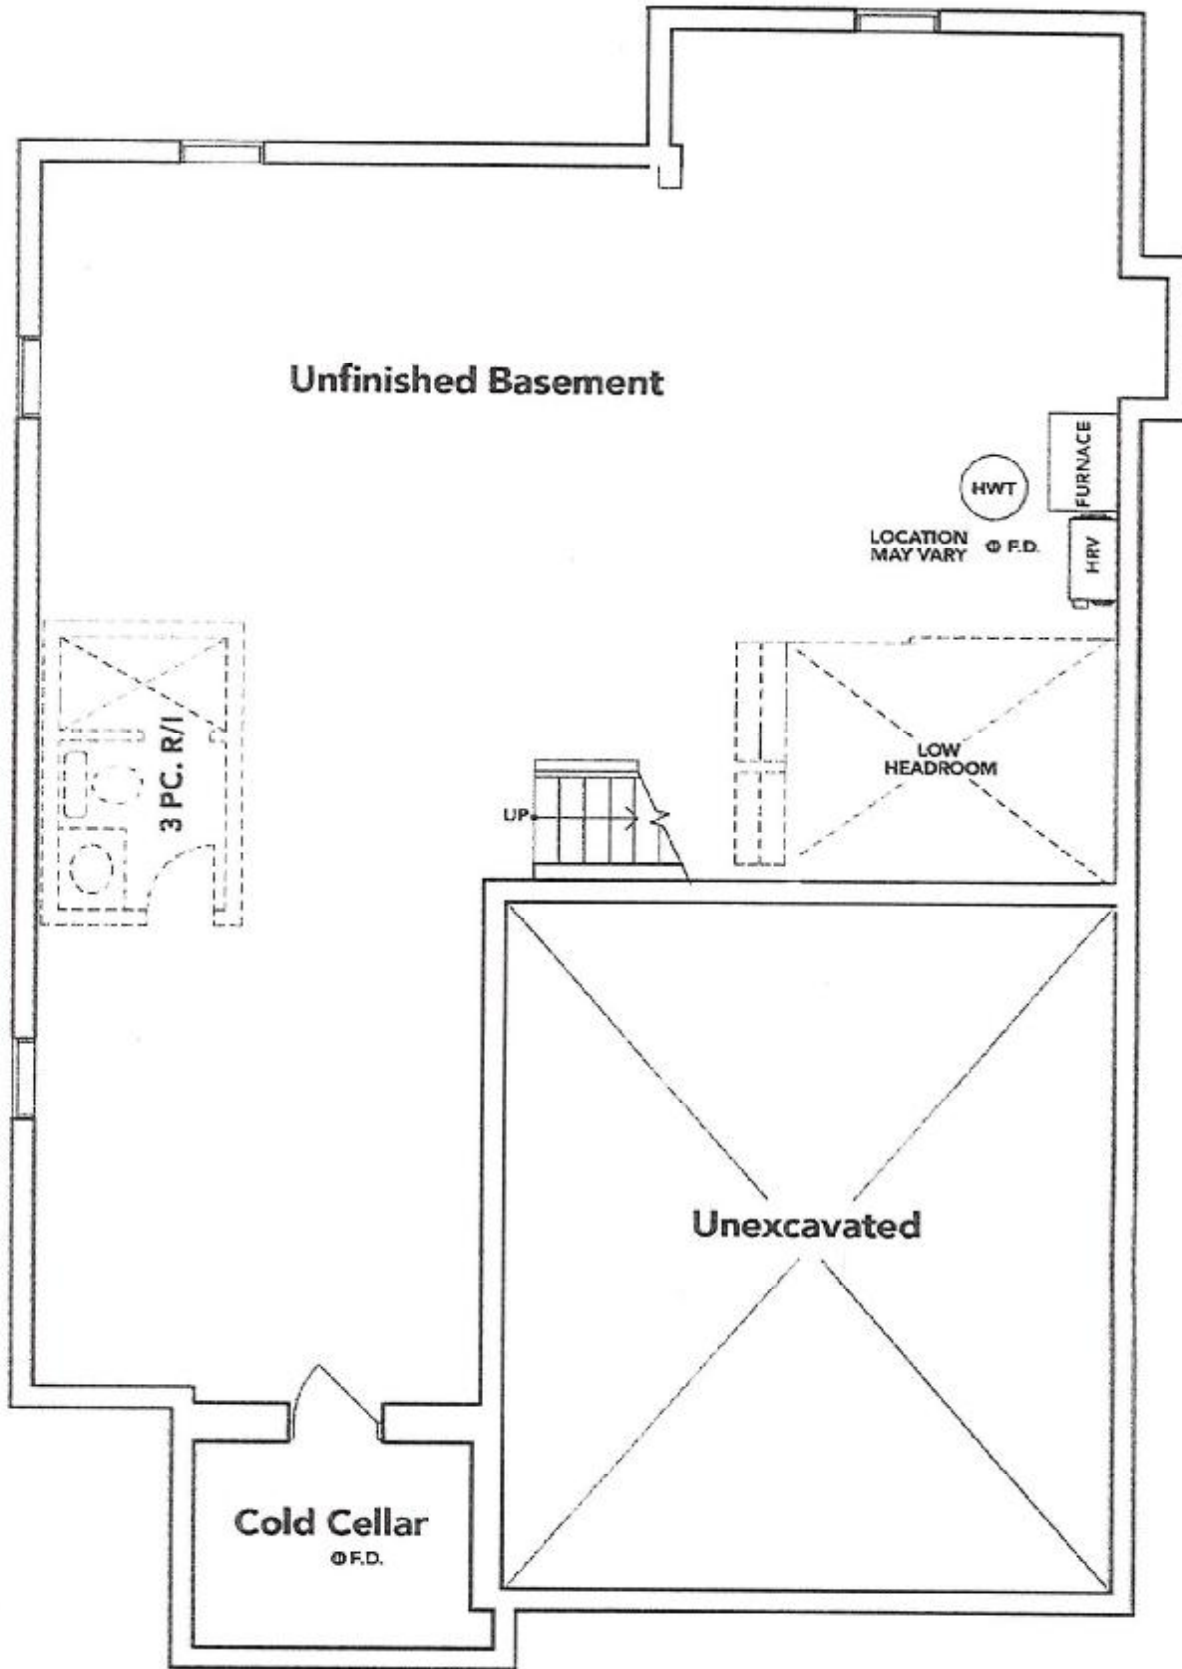 Unfinished Basement
FURNACE
HWT
LOCATION
MAY VARY
Φ F.D.
HRV
3 PC. R/I
LOW
HEADROOM
UP
Unexcavated
Cold Cellar
Φ F.D.